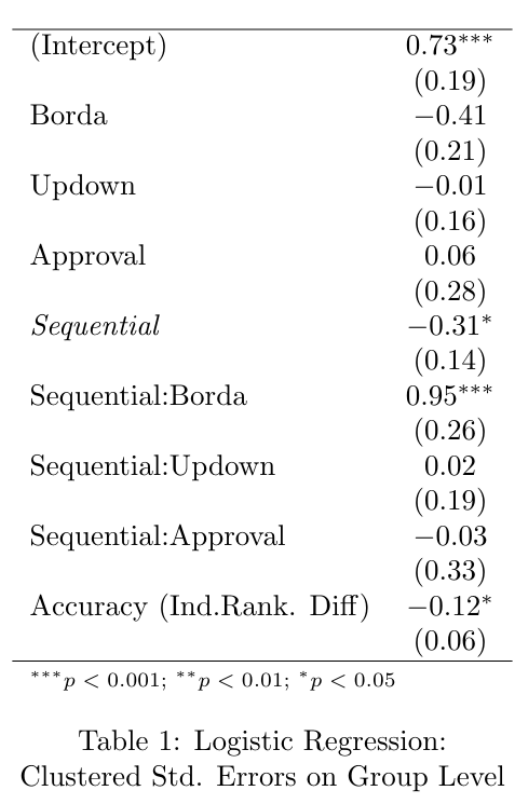 (Intercept) 0.73***
(0.19)
Borda −0.41
(0.21)
Updown −0.01
(0.16)
Approval 0.06
(0.28)
Sequential −0.31*
(0.14)
Sequential:Borda 0.95***
(0.26)
Sequential:Updown 0.02
(0.19)
Sequential:Approval −0.03
(0.33)
Accuracy (Ind.Rank. Diff) −0.12*
(0.06)
***p < 0.001; **p < 0.01; *p < 0.05
Table 1: Logistic Regression:
Clustered Std. Errors on Group Level